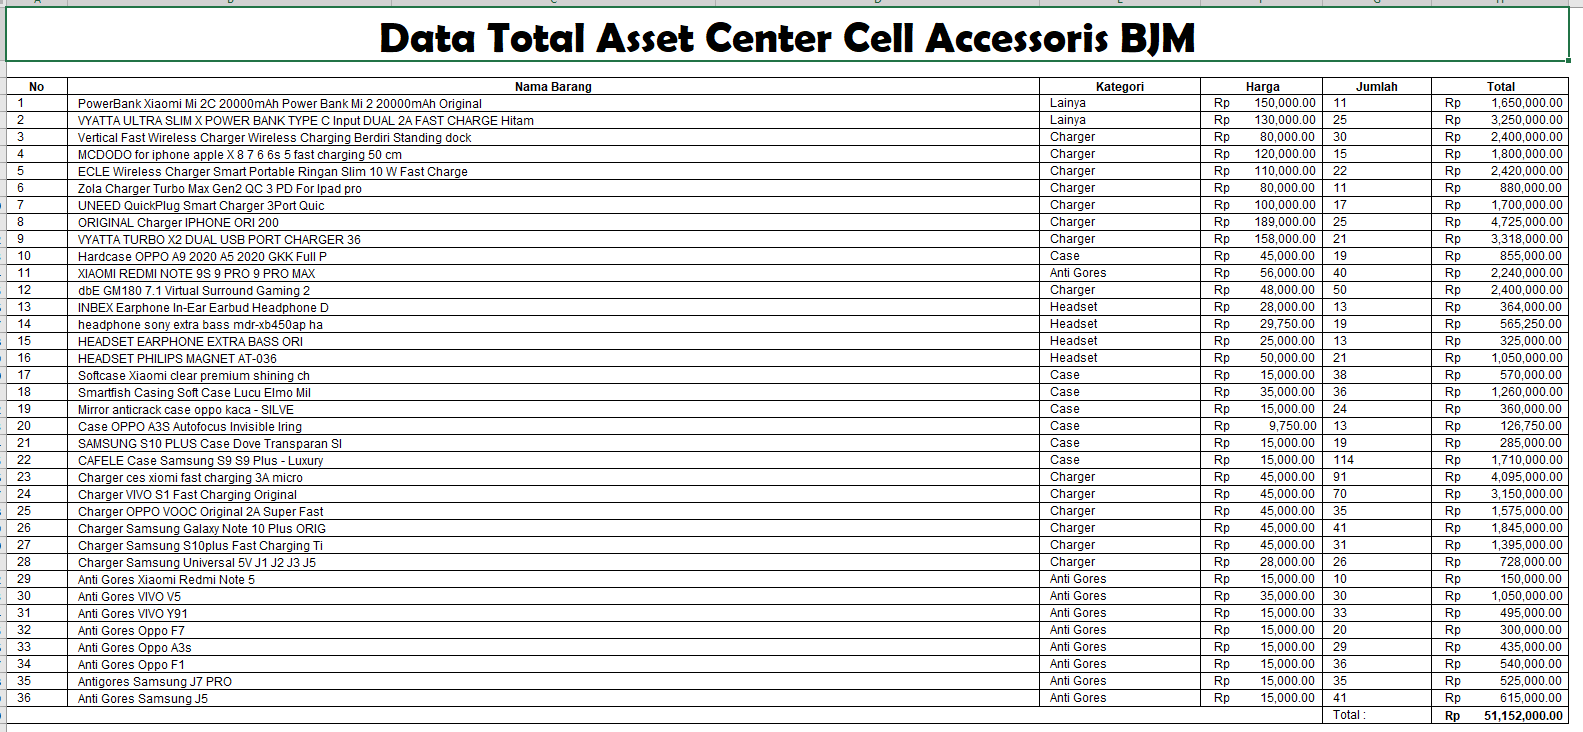 Data Total Asset Center Cell Accessoris BJM
No Nama Barang Kategori Harga Jumlah Total
1 PowerBank Xiaomi Mi 2C 20000mAh Power Bank Mi 2 20000mAh Original Lainya Rp 150,000.00 11 Rp 1,650,000.00
2 VYATTA ULTRA SLIM X POWER BANK TYPE C Input DUAL 2A FAST CHARGE Hitam Lainya Rp 130,000.00 25 Rp 3,250,000.00
3 Vertical Fast Wireless Charger Wireless Charging Berdiri Standing dock Charger Rp 80,000.00 30 Rp 2,400,000.00
4 MCDODO for iphone apple X 8 7 6 6s 5 fast charging 50 cm Charger Rp 120,000.00 15 Rp 1,800,000.00
5 ECLE Wireless Charger Smart Portable Ringan Slim 10 W Fast Charge Charger Rp 110,000.00 22 Rp 2,420,000.00
6 Zola Charger Turbo Max Gen2 QC 3 PD For Ipad pro Charger Rp 80,000.00 11 Rp 880,000.00
7 UNEED QuickPlug Smart Charger 3Port Quic Charger Rp 100,000.00 17 Rp 1,700,000.00
8 ORIGINAL Charger IPHONE ORI 200 Charger Rp 189,000.00 25 Rp 4,725,000.00
9 VYATTA TURBO X2 DUAL USB PORT CHARGER 36 Charger Rp 158,000.00 21 Rp 3,318,000.00
10 Hardcase OPPO A9 2020 A5 2020 GKK Full P Case Rp 45,000.00 19 Rp 855,000.00
11 XIAOMI REDMI NOTE 9S 9 PRO 9 PRO MAX Anti Gores Rp 56,000.00 40 Rp 2,240,000.00
12 dbE GM180 7.1 Virtual Surround Gaming 2 Charger Rp 48,000.00 50 Rp 2,400,000.00
13 INBEX Earphone In-Ear Earbud Headphone D Headset Rp 28,000.00 13 Rp 364,000.00
14 headphone sony extra bass mdr-xb450ap ha Headset Rp 29,750.00 19 Rp 565,250.00
15 HEADSET EARPHONE EXTRA BASS ORI Headset Rp 25,000.00 13 Rp 325,000.00
16 HEADSET PHILIPS MAGNET AT-036 Headset Rp 50,000.00 21 Rp 1,050,000.00
17 Softcase Xiaomi clear premium shining ch Case Rp 15,000.00 38 Rp 570,000.00
18 Smartfish Casing Soft Case Lucu Elmo Mil Case Rp 35,000.00 36 Rp 1,260,000.00
19 Mirror anticrack case oppo kaca - SILVE Case Rp 15,000.00 24 Rp 360,000.00
20 Case OPPO A3S Autofocus Invisible Iring Case Rp 9,750.00 13 Rp 126,750.00
21 SAMSUNG S10 PLUS Case Dove Transparan SI Case Rp 15,000.00 19 Rp 285,000.00
22 CAFELE Case Samsung S9 S9 Plus - Luxury Case Rp 15,000.00 114 Rp 1,710,000.00
23 Charger ces xiomi fast charging 3A micro Charger Rp 45,000.00 91 Rp 4,095,000.00
24 Charger VIVO S1 Fast Charging Original Charger Rp 45,000.00 70 Rp 3,150,000.00
25 Charger OPPO VOOC Original 2A Super Fast Charger Rp 45,000.00 35 Rp 1,575,000.00
26 Charger Samsung Galaxy Note 10 Plus ORIG Charger Rp 45,000.00 41 Rp 1,845,000.00
27 Charger Samsung S10plus Fast Charging Ti Charger Rp 45,000.00 31 Rp 1,395,000.00
28 Charger Samsung Universal 5V J1 J2 J3 J5 Charger Rp 28,000.00 26 Rp 728,000.00
29 Anti Gores Xiaomi Redmi Note 5 Anti Gores Rp 15,000.00 10 Rp 150,000.00
30 Anti Gores VIVO V5 Anti Gores Rp 35,000.00 30 Rp 1,050,000.00
31 Anti Gores VIVO Y91 Anti Gores Rp 15,000.00 33 Rp 495,000.00
32 Anti Gores Oppo F7 Anti Gores Rp 15,000.00 20 Rp 300,000.00
33 Anti Gores Oppo A3s Anti Gores Rp 15,000.00 29 Rp 435,000.00
34 Anti Gores Oppo F1 Anti Gores Rp 15,000.00 36 Rp 540,000.00
35 Antigores Samsung J7 PRO Anti Gores Rp 15,000.00 35 Rp 525,000.00
36 Anti Gores Samsung J5 Anti Gores Rp 15,000.00 41 Rp 615,000.00
Total : Rp 51,152,000.00